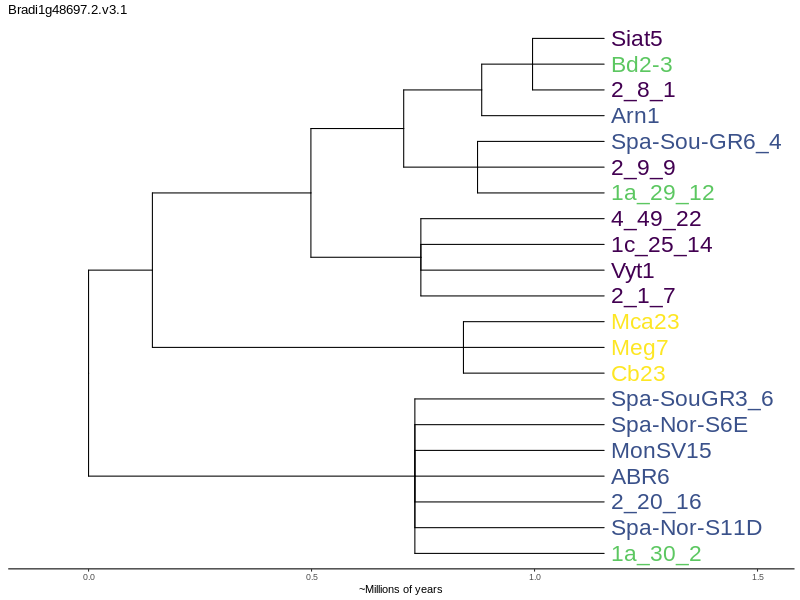 Bradi1g48697.2.v3.1
Siat5
Bd2-3
2_8_1
Arn1
Spa-Sou-GR6_4
2_9_9
1a_29_12
4_49_22
1c_25_14
Vyt1
2_1_7
Mca23
Meg7
Cb23
Spa-SouGR3_6
Spa-Nor-S6E
MonSV15
ABR6
2_20_16
Spa-Nor-S11D
1a_30_2
0.0 0.5 1.0 1.5
~Millions of years